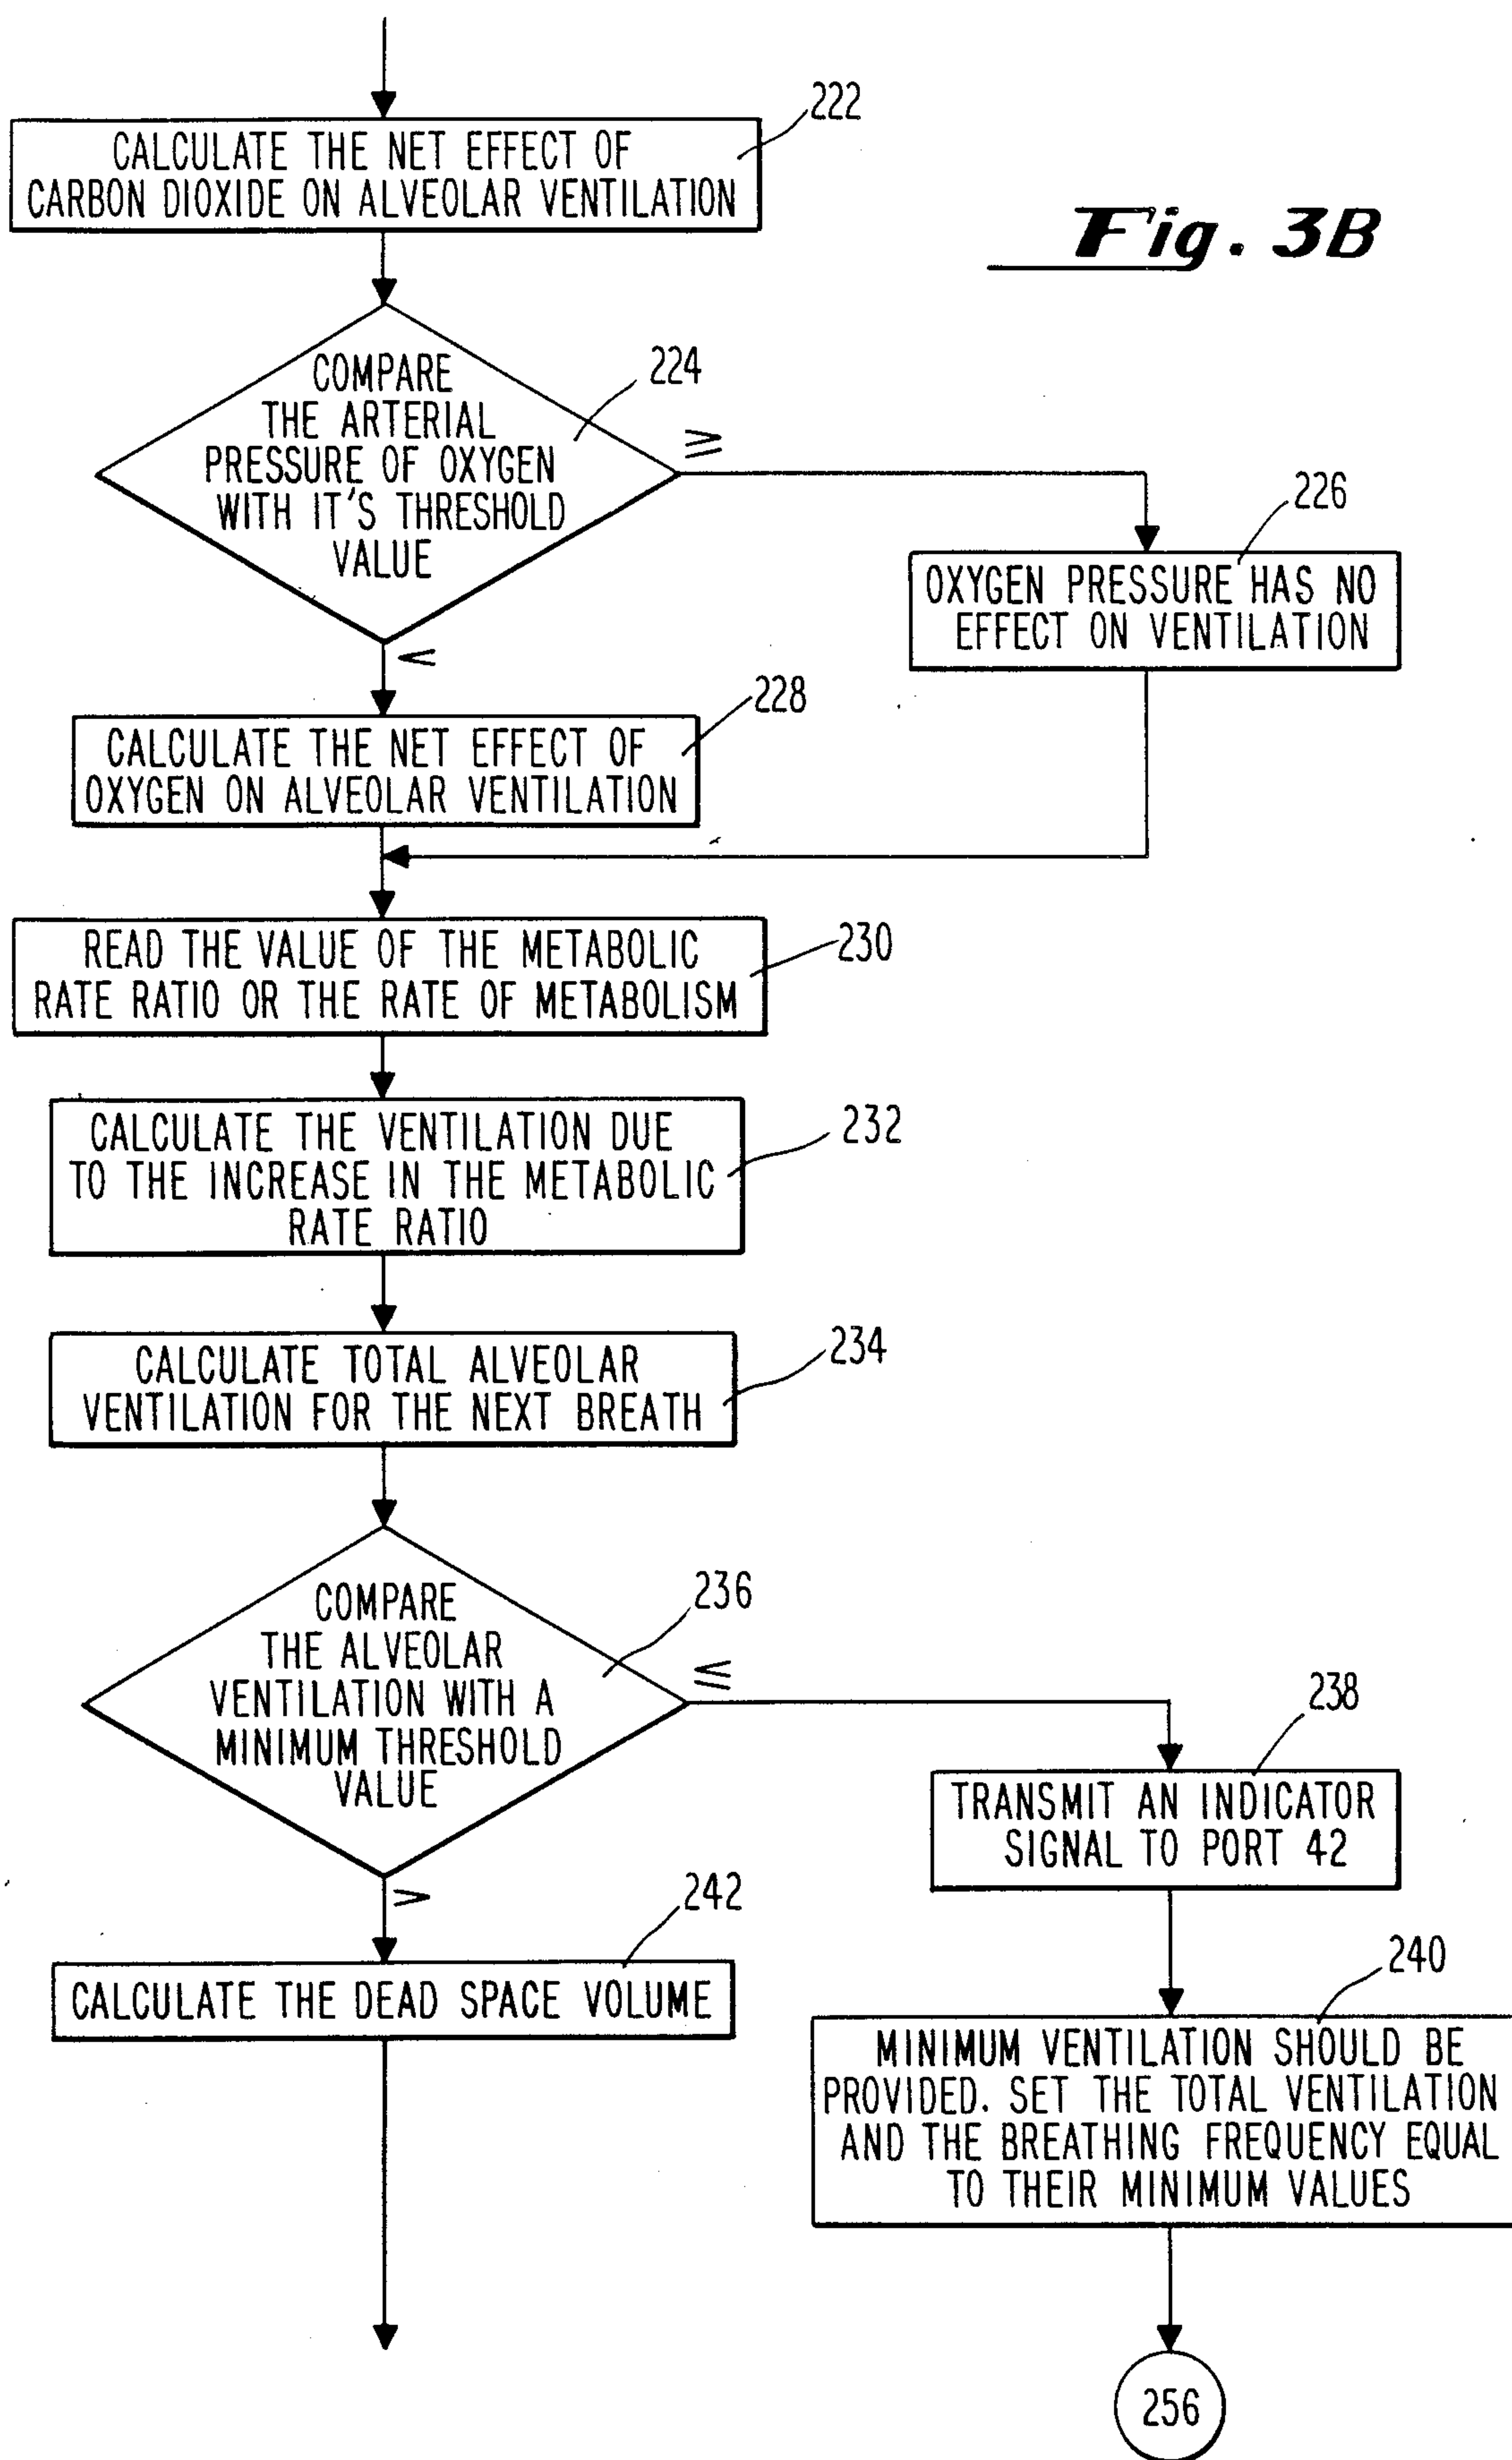 222
CALCULATE THE NET EFFECT OF
CARBON DIOXIDE ON ALVEOLAR VENTILATION
Fig. 3B
COMPARE
THE ARTERIAL
PRESSURE OF OXYGEN
WITH IT'S THRESHOLD
VALUE
224
≥
<
226
OXYGEN PRESSURE HAS NO
EFFECT ON VENTILATION
228
CALCULATE THE NET EFFECT OF
OXYGEN ON ALVEOLAR VENTILATION
READ THE VALUE OF THE METABOLIC
RATE RATIO OR THE RATE OF METABOLISM
230
CALCULATE THE VENTILATION DUE
TO THE INCREASE IN THE METABOLIC
RATE RATIO
232
CALCULATE TOTAL ALVEOLAR
VENTILATION FOR THE NEXT BREATH
234
COMPARE
THE ALVEOLAR
VENTILATION WITH A
MINIMUM THRESHOLD
VALUE
236
≤
>
238
TRANSMIT AN INDICATOR
SIGNAL TO PORT 42
242
CALCULATE THE DEAD SPACE VOLUME
240
MINIMUM VENTILATION SHOULD BE
PROVIDED. SET THE TOTAL VENTILATION
AND THE BREATHING FREQUENCY EQUAL
TO THEIR MINIMUM VALUES
256